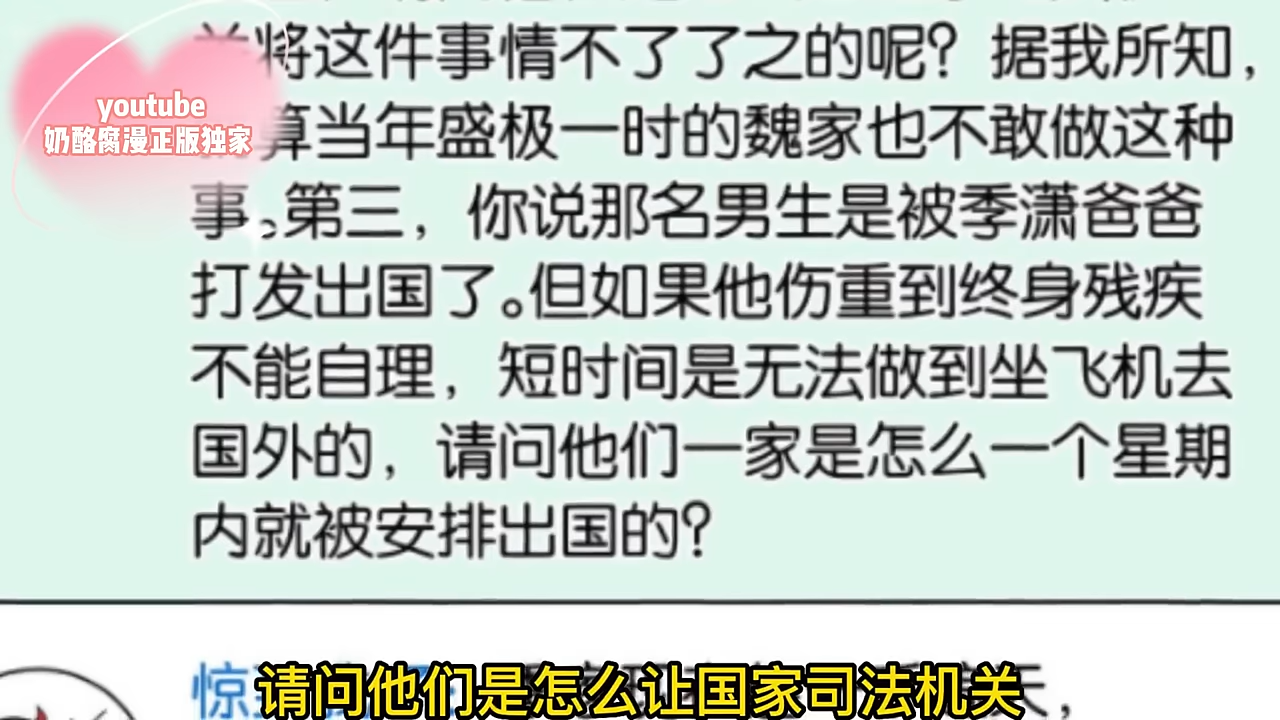 youtube
奶酪腐漫正版独家
将这件事情不了了之的呢？据我所知，
算当年盛极一时的魏家也不敢做这种
事。第三，你说那名男生是被季潇爸爸
打发出国了。但如果他伤重到终身残疾
不能自理，短时间是无法做到坐飞机去
国外的，请问他们一家是怎么一个星期
内就被安排出国的？
惊
天，
请问他们是怎么让国家司法机关